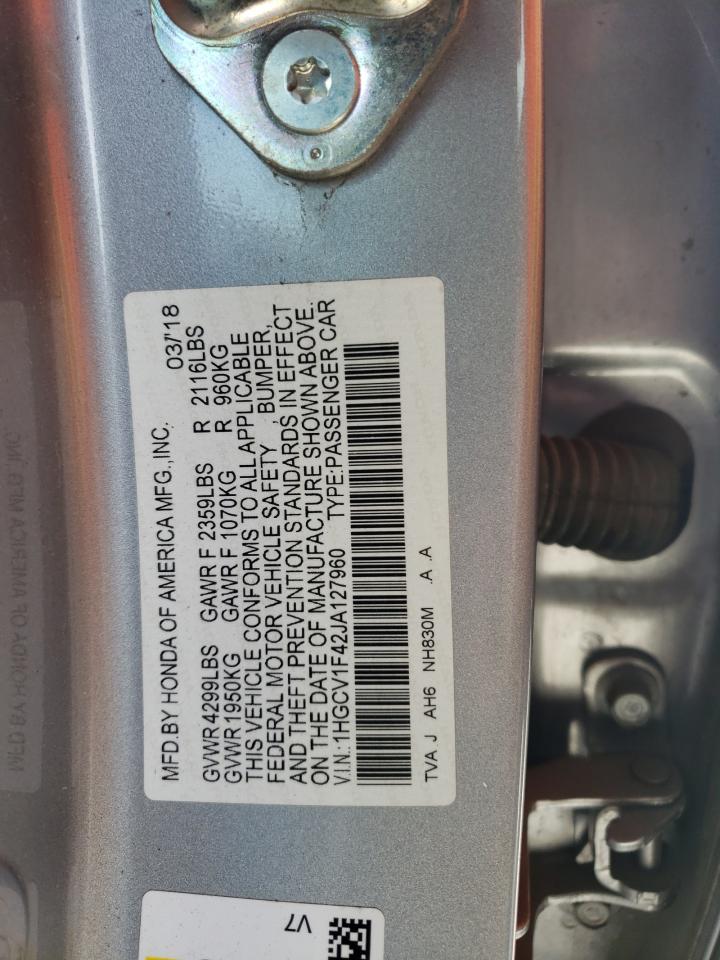 MFD.BY HONDA OF AMERICA MFG.,INC. 03/'18
GVWR 4299LBS GAWR F 2359LBS R 2116LBS
GVWR 1950KG GAWR F 1070KG R 960KG
THIS VEHICLE CONFORMS TO ALL APPLICABLE
FEDERAL MOTOR VEHICLE SAFETY , BUMPER,
AND THEFT PREVENTION STANDARDS IN EFFECT
ON THE DATE OF MANUFACTURE SHOWN ABOVE.
V.I.N.:1HGCV1F42JA127960 TYPE:PASSENGER CAR
TVA J AH6 NH830M .A .A
V7